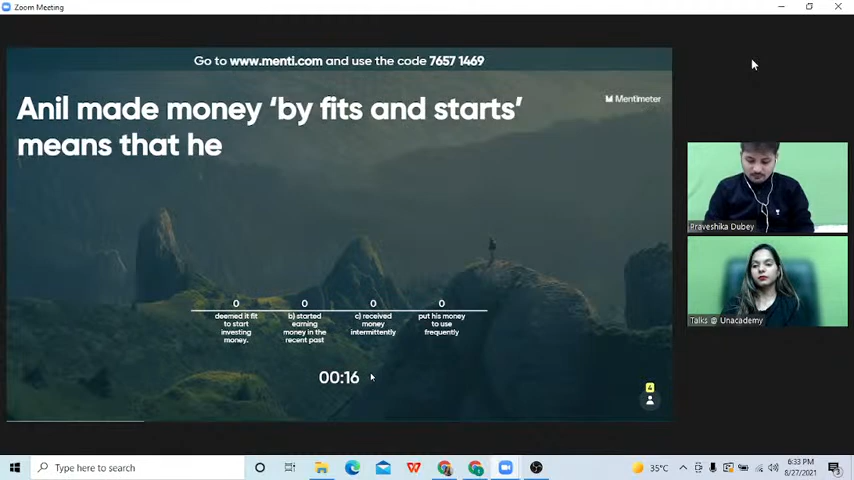 Zoom Meeting
Go to www.menti.com and use the code 7657 1469
Mentimeter
Anil made money ‘by fits and starts’
means that he
0
0
0
0
deemed it fit
to start
investing
money.
b) started
earning
money in the
recent past
c) received
money
intermittently
put his money
to use
frequently
00:16
4
Praveshika Dubey
Talks @ Unacademy
Type here to search
35°C
6:33 PM
8/27/2021
3